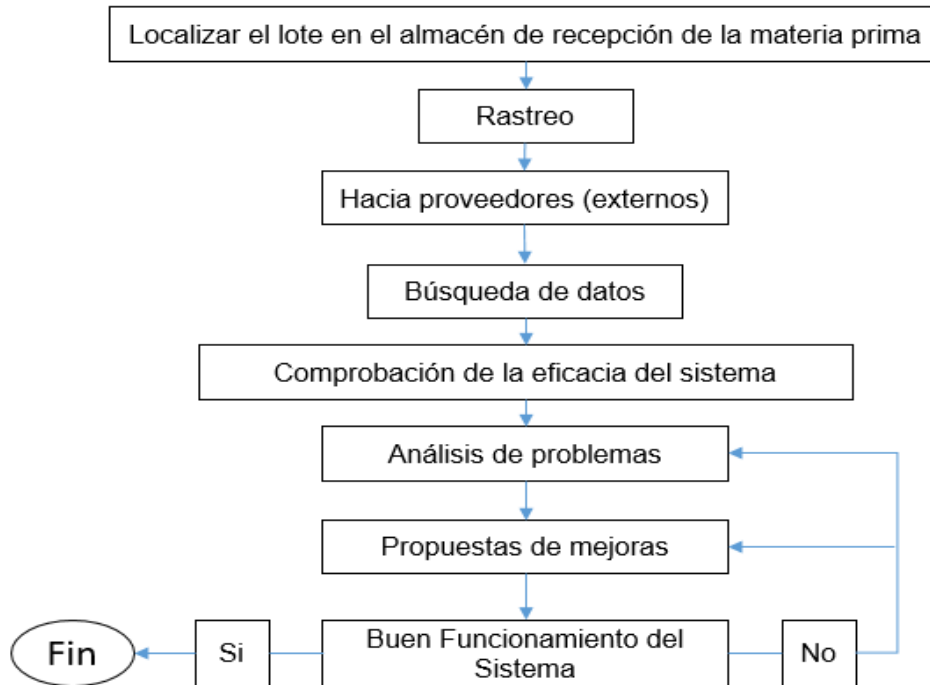 Localizar el lote en el almacén de recepción de la materia prima
Rastreo
Hacia proveedores (externos)
Búsqueda de datos
Comprobación de la eficacia del sistema
Análisis de problemas
Propuestas de mejoras
Fin
Si
Buen Funcionamiento del
Sistema
No